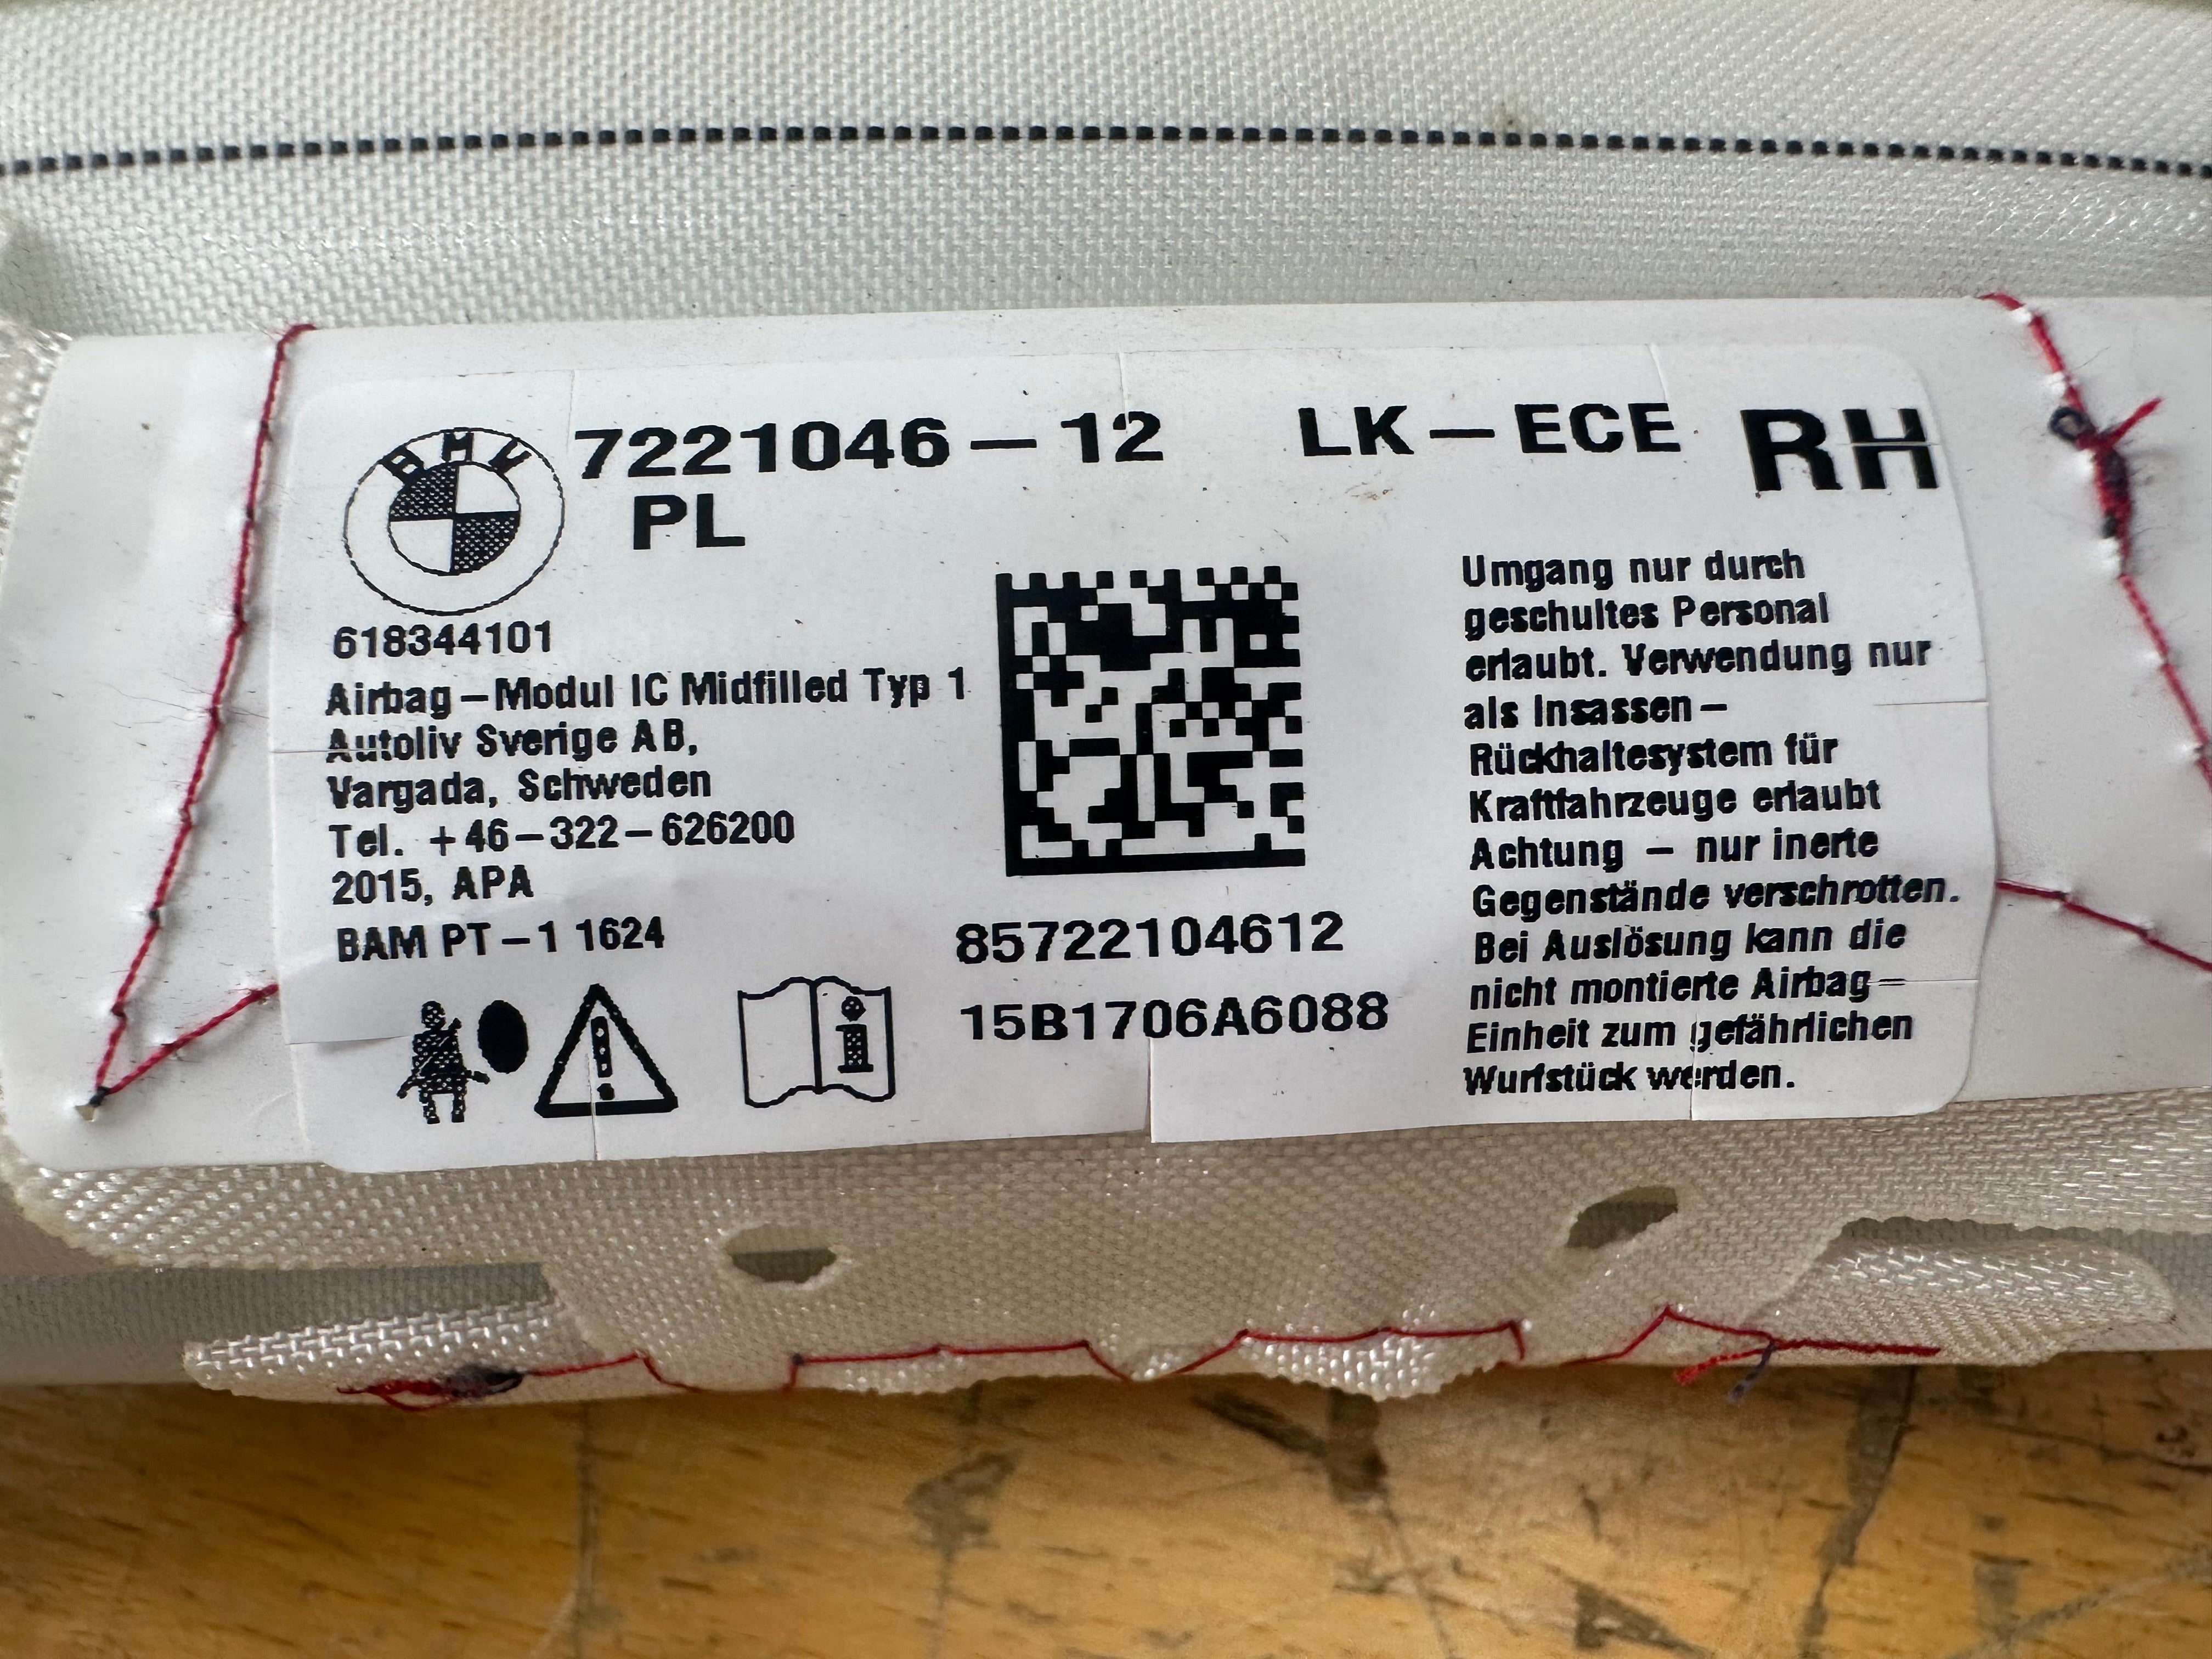 BMW
7221046-12 LK-ECE RH
PL
618344101
Airbag-Modul IC Midfilled Typ 1
Autoliv Sverige AB,
Vargada, Schweden
Tel. +46-322-626200
2015, APA
BAM PT-1 1624
85722104612
15B1706A6088
Umgang nur durch
geschultes Personal
erlaubt. Verwendung nur
als Insassen-
Rückhaltesystem für
Kraftfahrzeuge erlaubt
Achtung - nur inerte
Gegenstände verschrotten.
Bei Auslösung kann die
nicht montierte Airbag-
Einheit zum gefährlichen
Wurfstück werden.